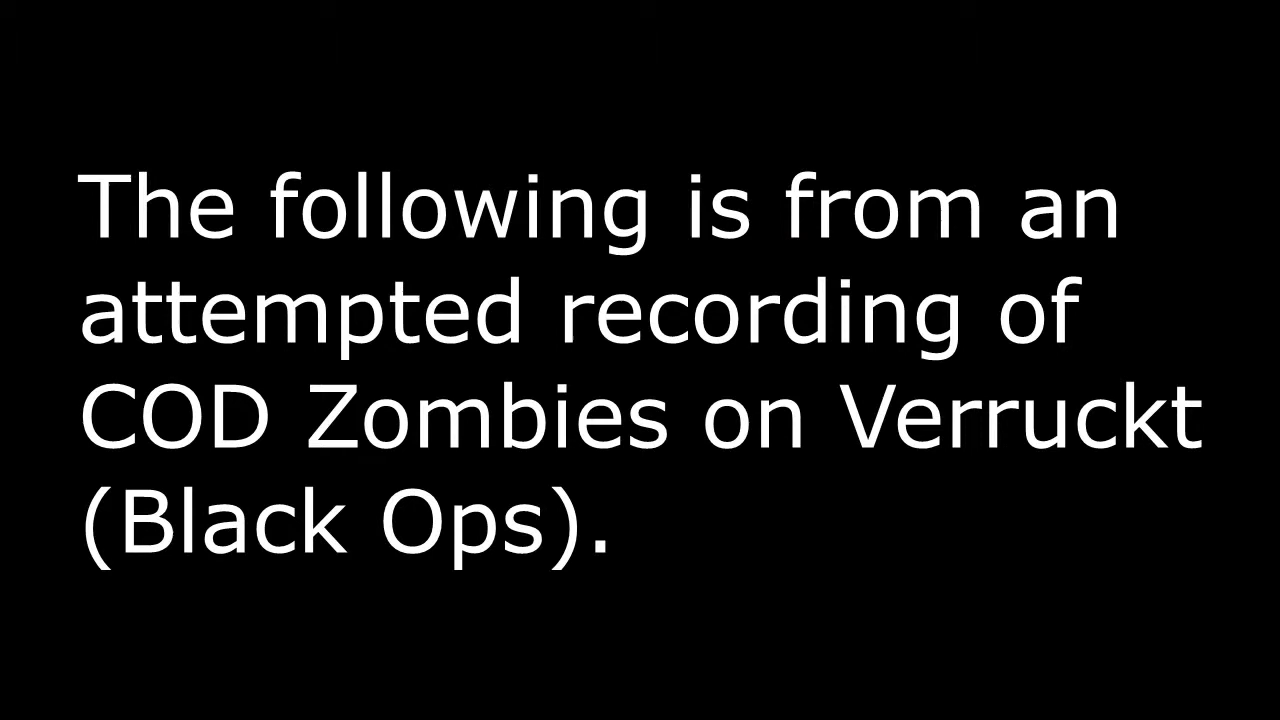 The following is from an
attempted recording of
COD Zombies on Verruckt
(Black Ops).